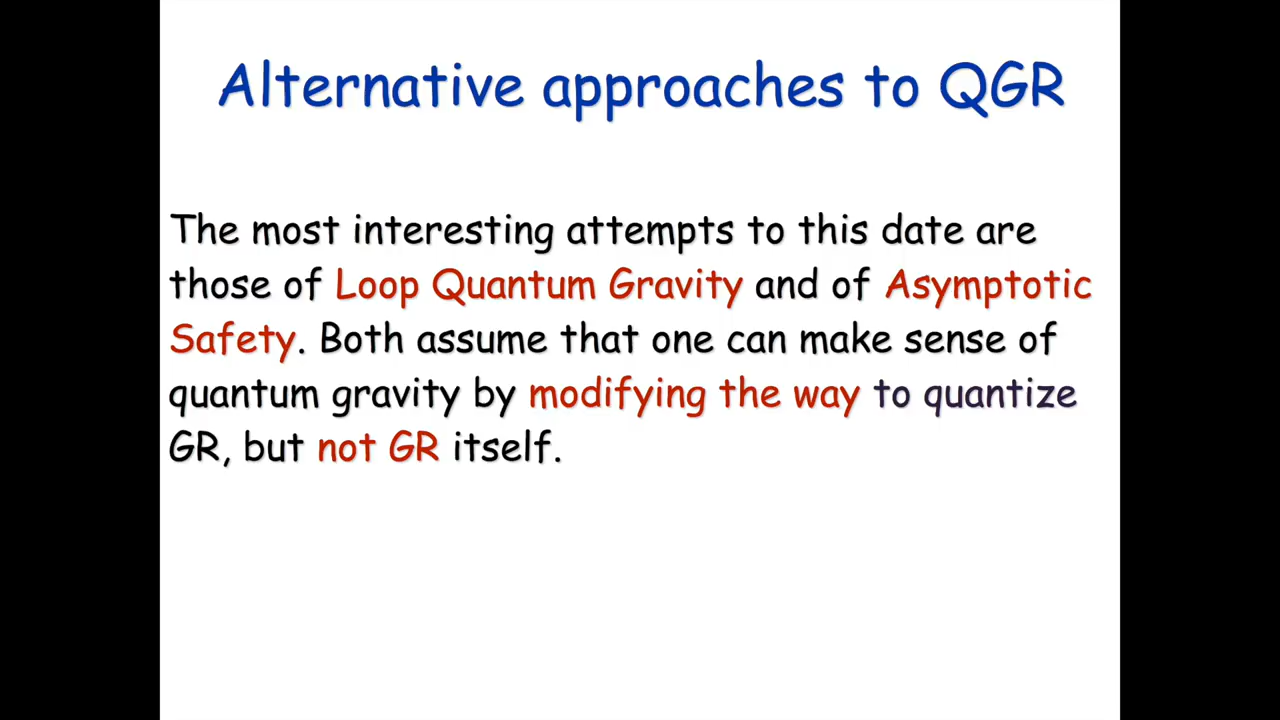 Alternative approaches to QGR
The most interesting attempts to this date are
those of Loop Quantum Gravity and of Asymptotic
Safety. Both assume that one can make sense of
quantum gravity by modifying the way to quantize
GR, but not GR itself.